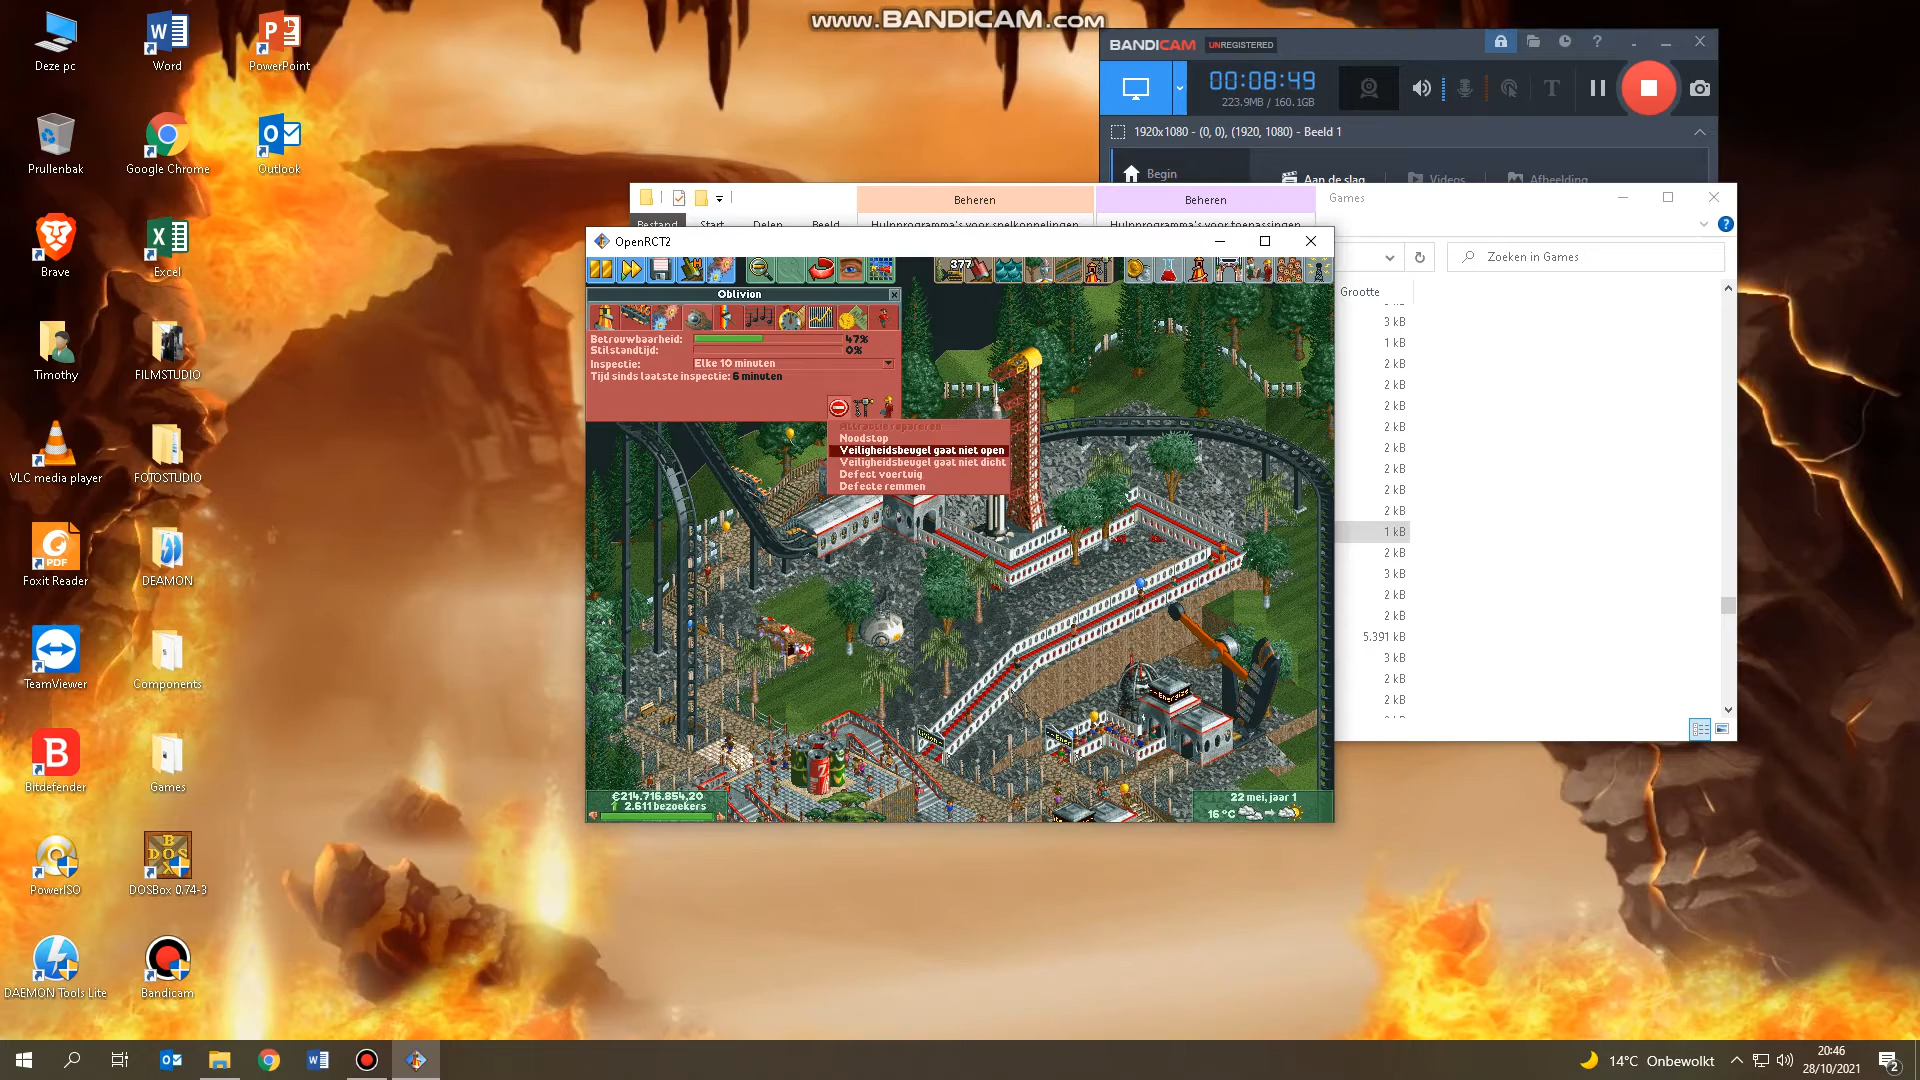 www.BANDICAM.com
Deze pc
Word
PowerPoint
Prullenbak
Google Chrome
Outlook
Brave
Excel
Timothy
FILMSTUDIO
VLC media player
FOTOSTUDIO
Foxit Reader
DEAMON
TeamViewer
Components
Bitdefender
Games
PowerISO
DOSBox 0.74-3
DAEMON Tools Lite
Bandicam
BANDICAM UNREGISTERED
00:08:49
223.9MB / 160.1GB
1920x1080 - (0, 0), (1920, 1080) - Beeld 1
Begin
Aan de slag
Videos
Afbeelding
Beheren
Beheren
Games
Bestand
Start
Delen
Beeld
Hulpprogramma's voor snelkoppelingen
Hulpprogramma's voor toepassingen
Zoeken in Games
Grootte
3 kB
1 kB
2 kB
2 kB
2 kB
2 kB
2 kB
2 kB
2 kB
2 kB
1 kB
2 kB
3 kB
2 kB
2 kB
5.391 kB
3 kB
2 kB
2 kB
OpenRCT2
377
Oblivion
Betrouwbaarheid: 47%
Stilstandtijd: 0%
Inspectie: Elke 10 minuten
Tijd sinds laatste inspectie: 6 minuten
Attractie repareren
Noodstop
Veiligheidsbeugel gaat niet open
Veiligheidsbeugel gaat niet dicht
Defect voertuig
Defecte remmen
€214.716.854,20
2.611 bezoekers
22 mei, jaar 1
16 °C
14°C Onbewolkt
20:46
28/10/2021
2